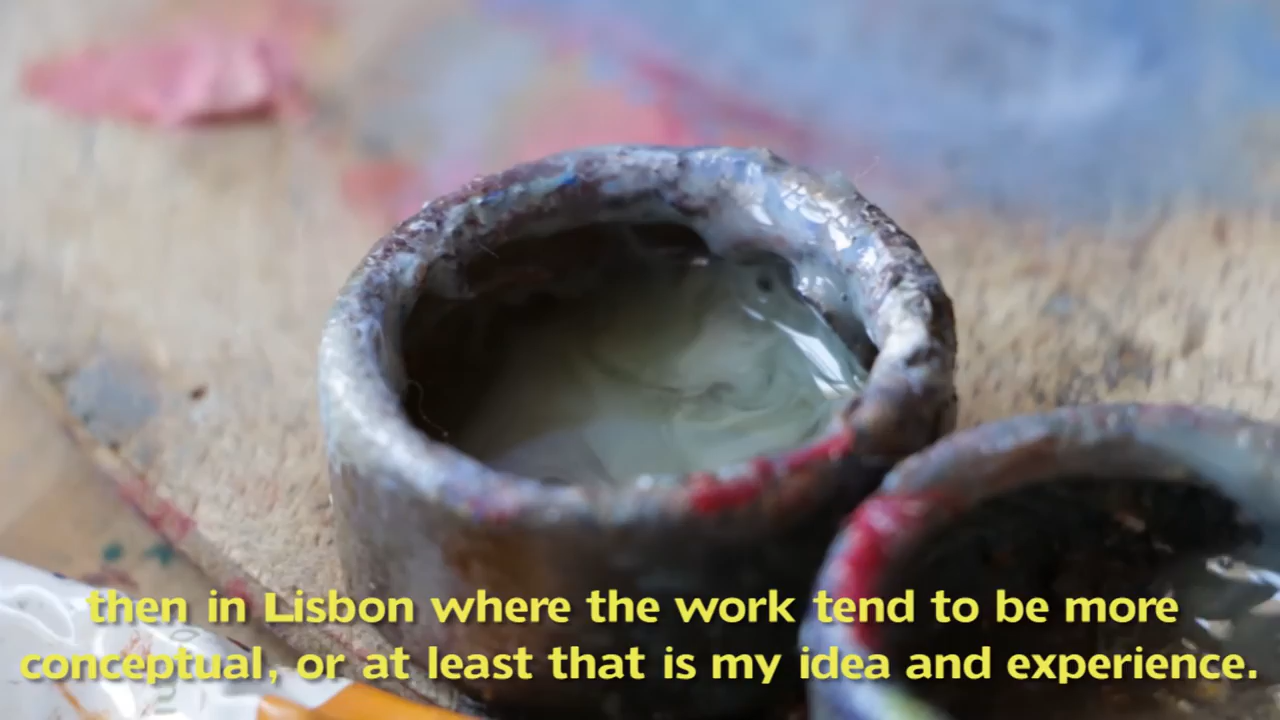 then in Lisbon where the work tend to be more
conceptual, or at least that is my idea and experience.